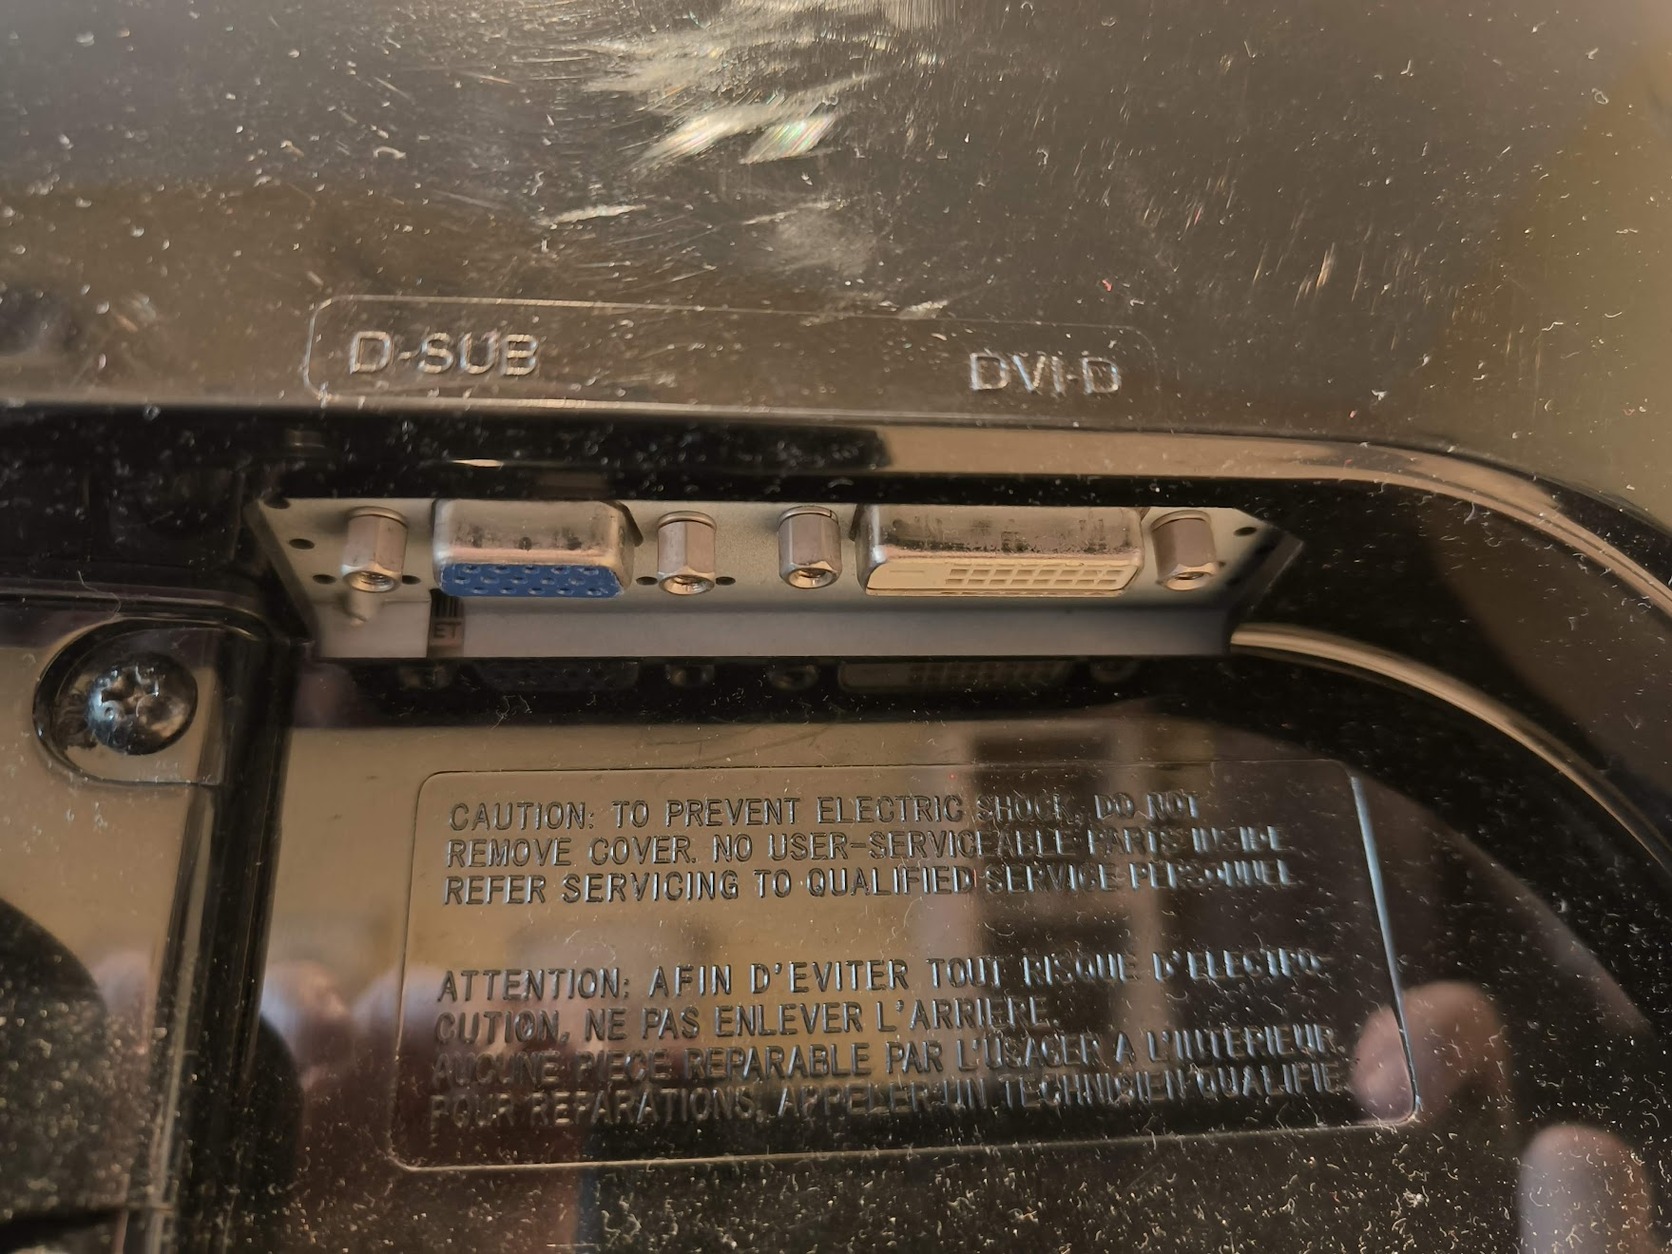 D-SUB
DVI-D
ET
CAUTION: TO PREVENT ELECTRIC SHOCK, DO NOT
REMOVE COVER. NO USER-SERVICEABLE PARTS INSIDE
REFER SERVICING TO QUALIFIED SERVICE PERSONNEL
ATTENTION: AFIN D'EVITER TOUT RISQUE D'ELECTRO-
CUTION, NE PAS ENLEVER L'ARRIERE.
AUCUNE PIECE REPARABLE PAR L'USAGER A L'INTERIEUR.
POUR REPARATIONS, APPELER UN TECHNICIEN QUALIFIE